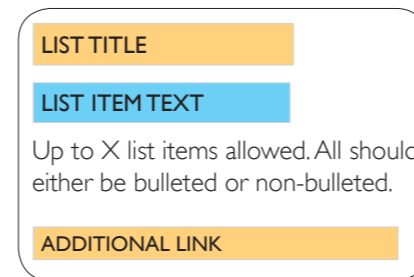 LIST TITLE
LIST ITEM TEXT
Up to X list items allowed. All should
either be bulleted or non-bulleted.
ADDITIONAL LINK